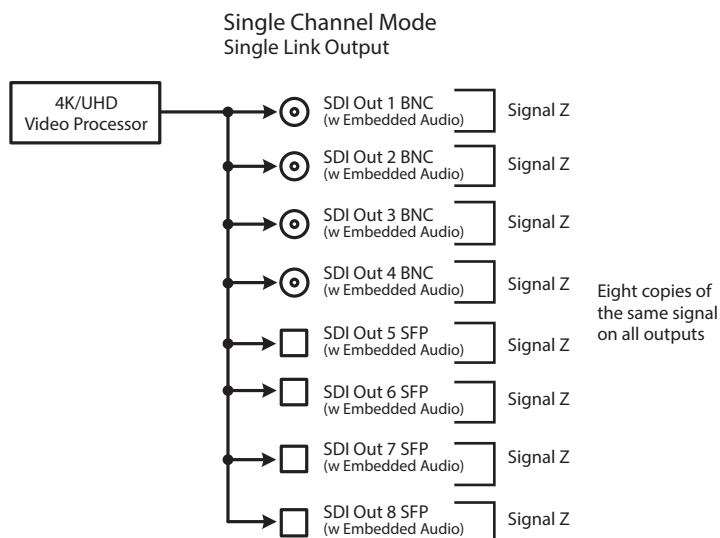 Single Channel Mode
Single Link Output
4K/UHD
Video Processor
SDI Out 1 BNC
(w Embedded Audio)
Signal Z
SDI Out 2 BNC
(w Embedded Audio)
Signal Z
SDI Out 3 BNC
(w Embedded Audio)
Signal Z
SDI Out 4 BNC
(w Embedded Audio)
Signal Z
Eight copies of
the same signal
on all outputs
SDI Out 5 SFP
(w Embedded Audio)
Signal Z
SDI Out 6 SFP
(w Embedded Audio)
Signal Z
SDI Out 7 SFP
(w Embedded Audio)
Signal Z
SDI Out 8 SFP
(w Embedded Audio)
Signal Z